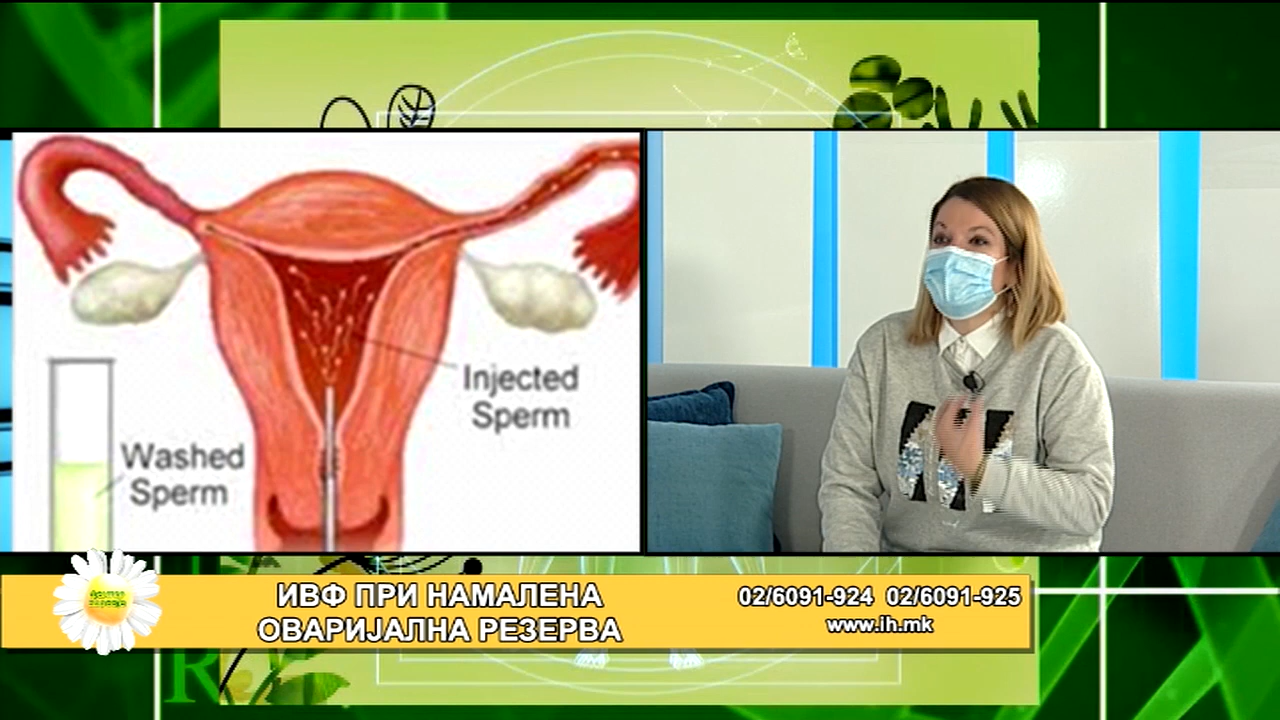 Injected
Sperm
Washed
Sperm
ИВФ ПРИ НАМАЛЕНА
ОВАРИЈАЛНА РЕЗЕРВА
02/6091-924 02/6091-925
www.ih.mk
R